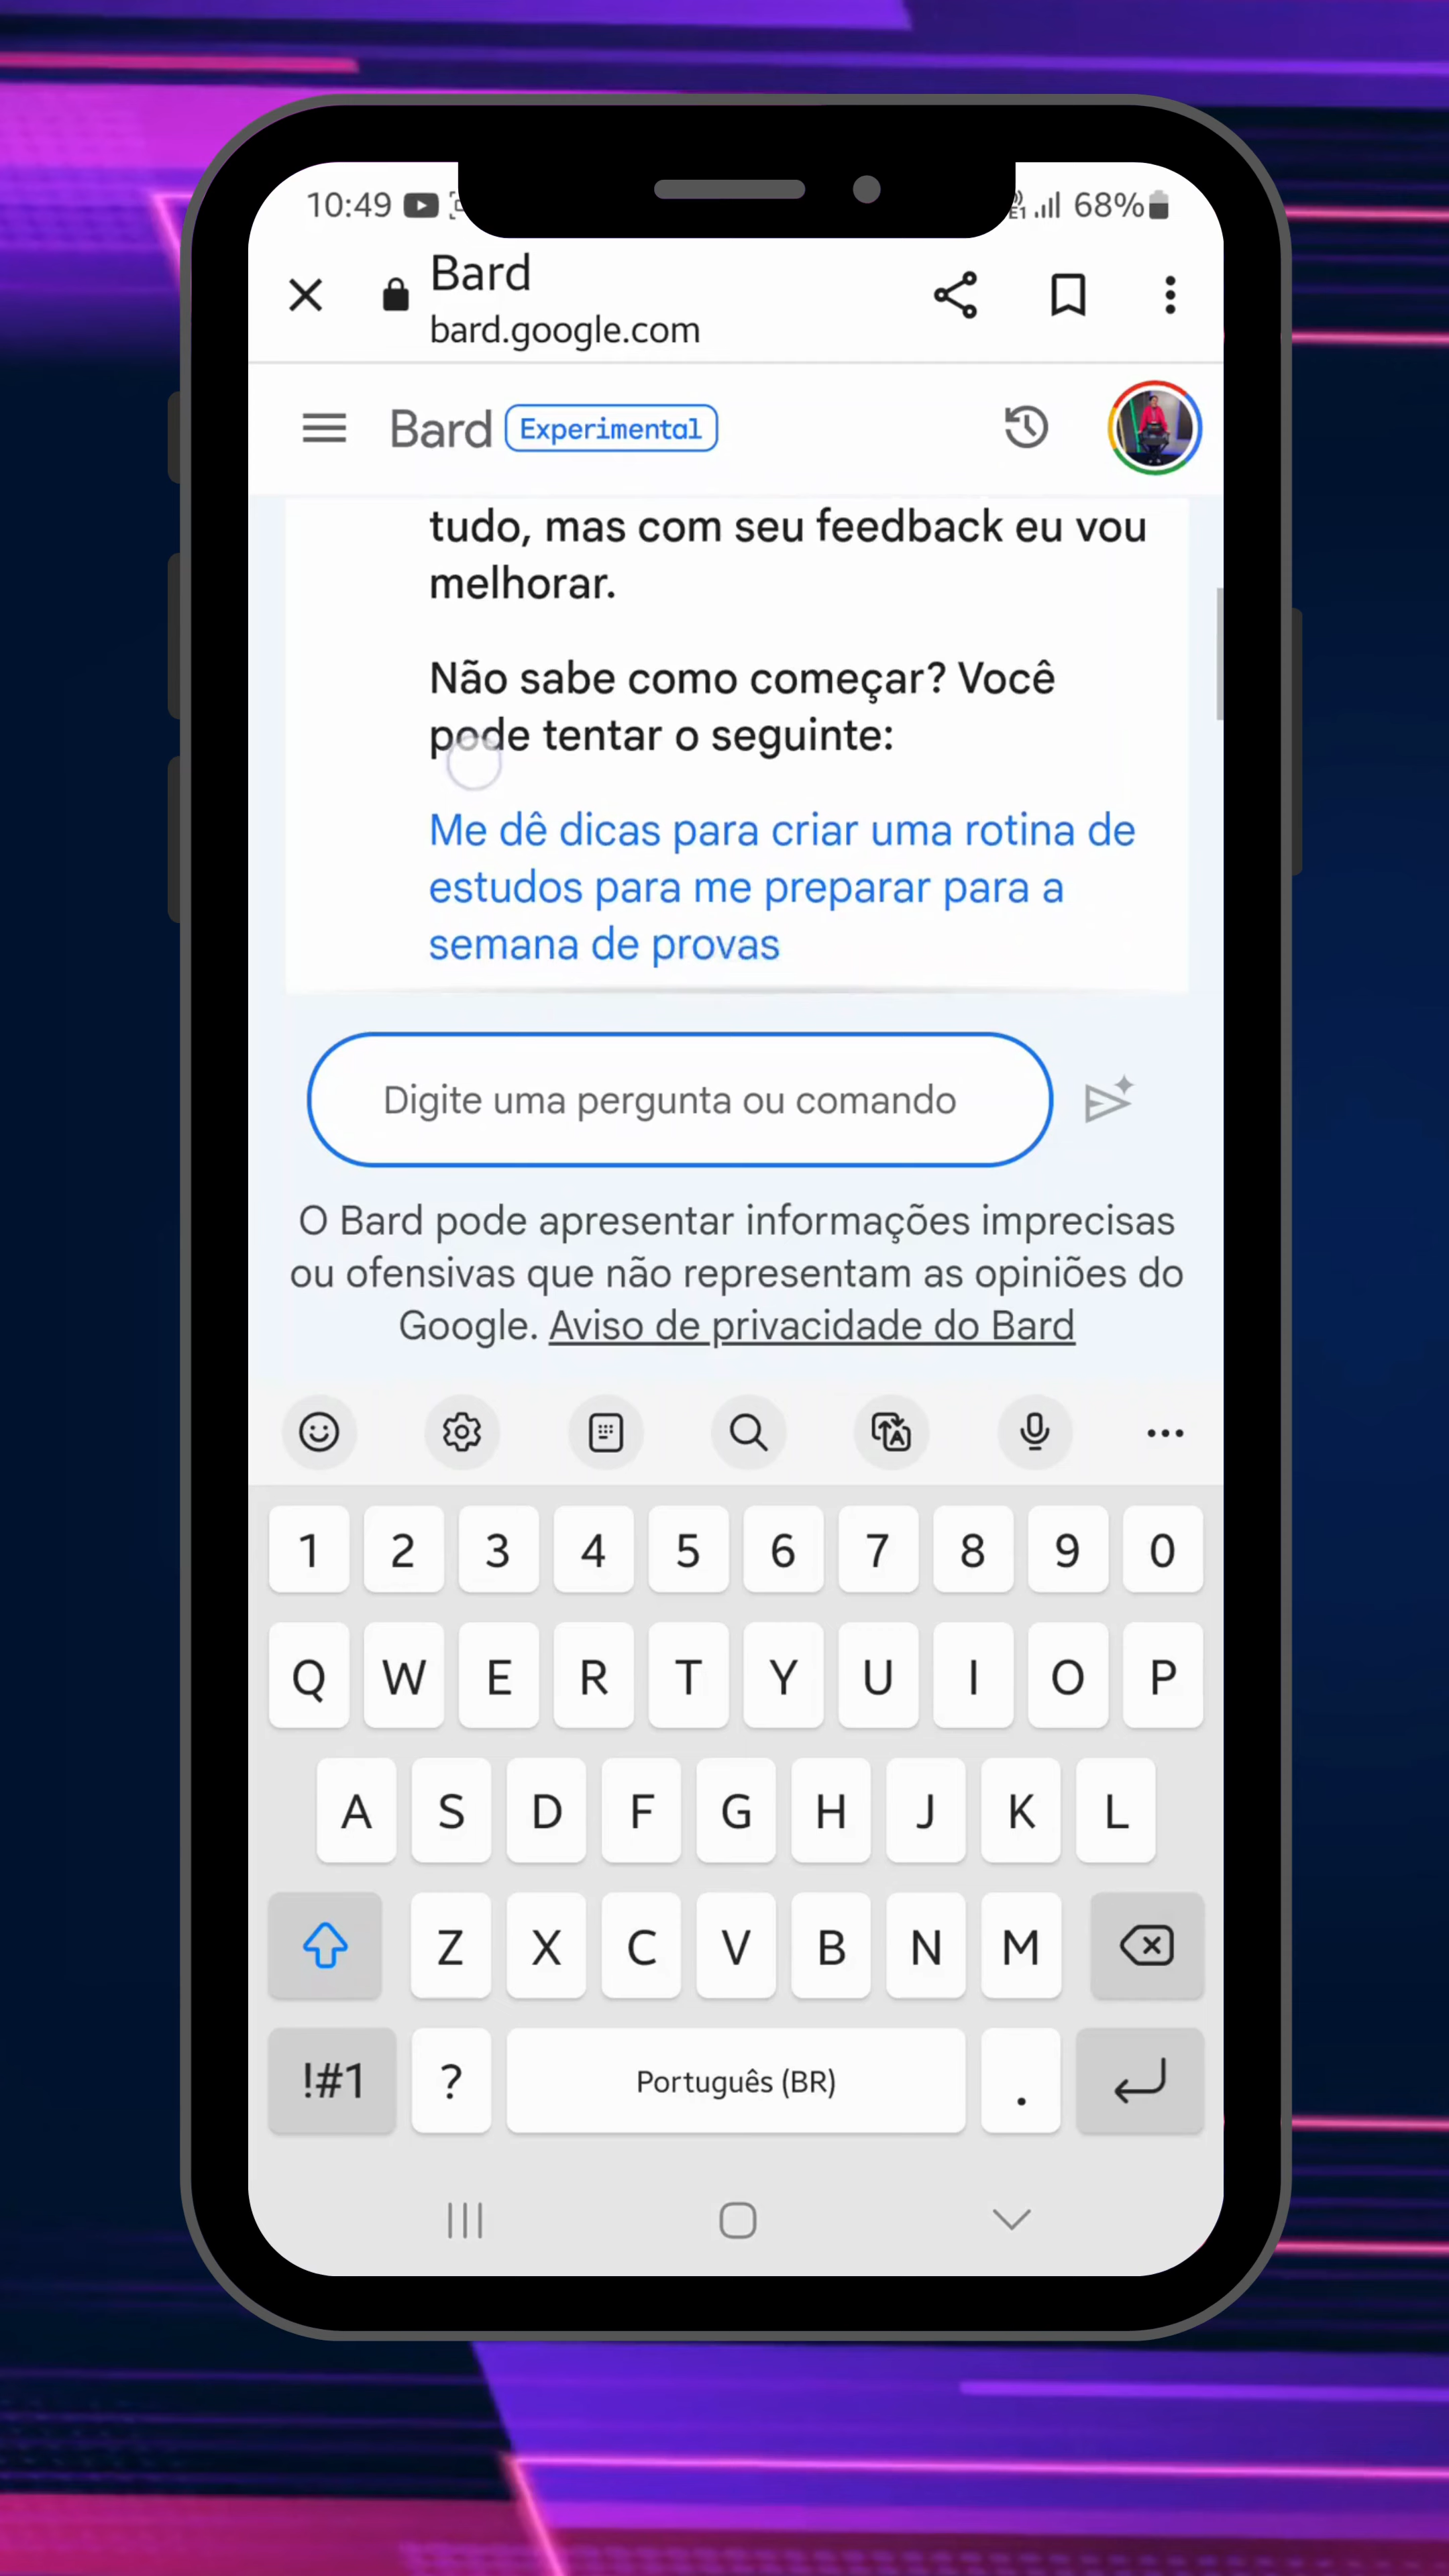 10:49
68%
Bard
bard.google.com
Bard Experimental
tudo, mas com seu feedback eu vou
melhorar.
Não sabe como começar? Você
pode tentar o seguinte:
Me dê dicas para criar uma rotina de
estudos para me preparar para a
semana de provas
Digite uma pergunta ou comando
O Bard pode apresentar informações imprecisas
ou ofensivas que não representam as opiniões do
Google. Aviso de privacidade do Bard
1 2 3 4 5 6 7 8 9 0
Q W E R T Y U I O P
A S D F G H J K L
Z X C V B N M
!#1 ? Português (BR) .